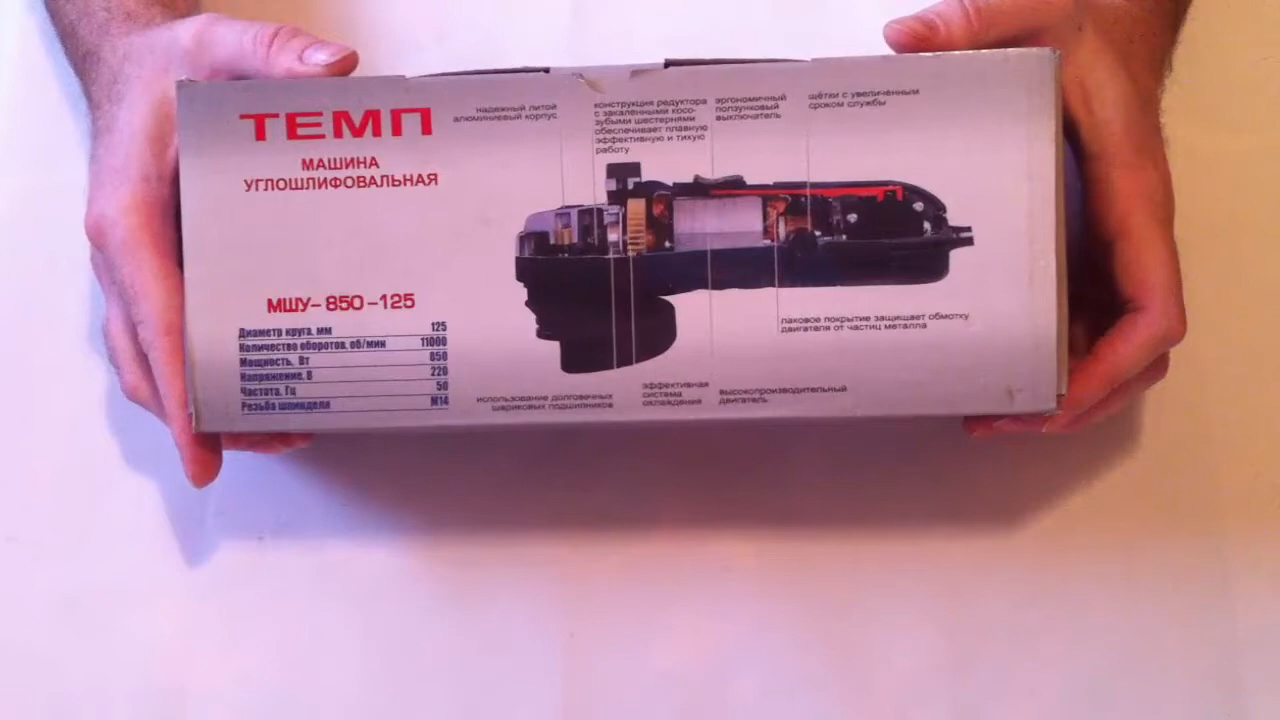 ТЕМП
МАШИНА
УГЛОШЛИФОВАЛЬНАЯ
надежный литой
алюминиевый корпус
конструкция редуктора
с закаленными косо-
зубыми шестернями
обеспечивает плавную
эффективную и тихую
работу
эргономичный
ползунковый
выключатель
щётки с увеличенным
сроком службы
МШУ-850-125
Диаметр круга, мм 125
Количество оборотов, об/мин 11000
Мощность, Вт 850
Напряжение, В 220
Частота, Гц 50
Резьба шпинделя М14
лаковое покрытие защищает обмотку
двигателя от частиц металла
использование долговечных
шариковых подшипников
эффективная
система
охлаждения
высокопроизводительный
двигатель